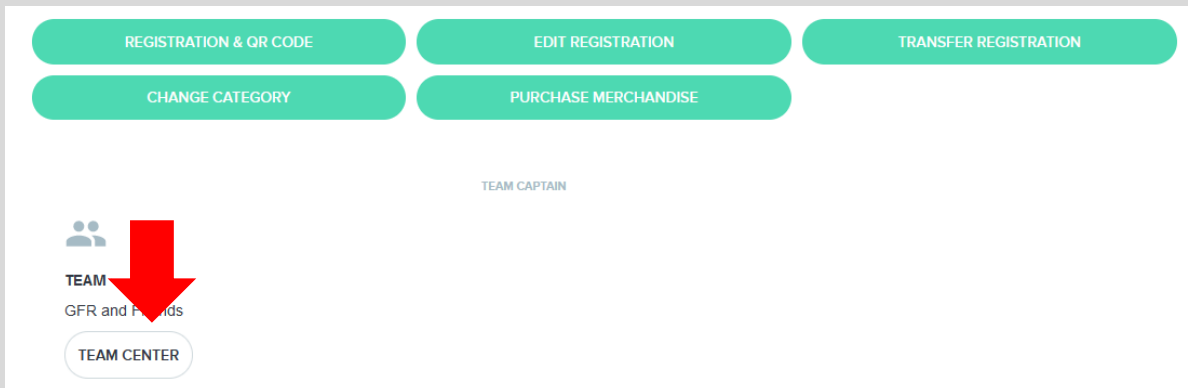 REGISTRATION & QR CODE
EDIT REGISTRATION
TRANSFER REGISTRATION
CHANGE CATEGORY
PURCHASE MERCHANDISE
TEAM CAPTAIN
TEAM
GFR and
TEAM CENTER